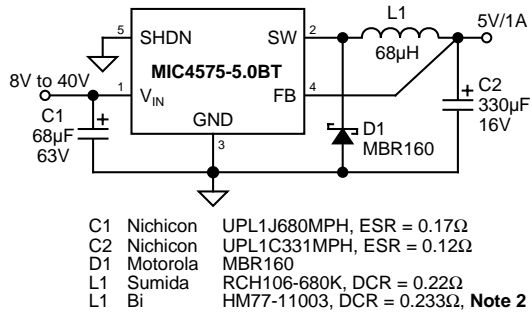 L1
5V/1A
5
SHDN
SW
2
68µH
MIC4575-5.0BT
8V to 40V
1
VIN
FB
4
C1
68µF
63V
GND
3
D1
MBR160
C2
330µF
16V
C1 Nichicon UPL1J680MPH, ESR = 0.17Ω
C2 Nichicon UPL1C331MPH, ESR = 0.12Ω
D1 Motorola MBR160
L1 Sumida RCH106-680K, DCR = 0.22Ω
L1 Bi HM77-11003, DCR = 0.233Ω, Note 2